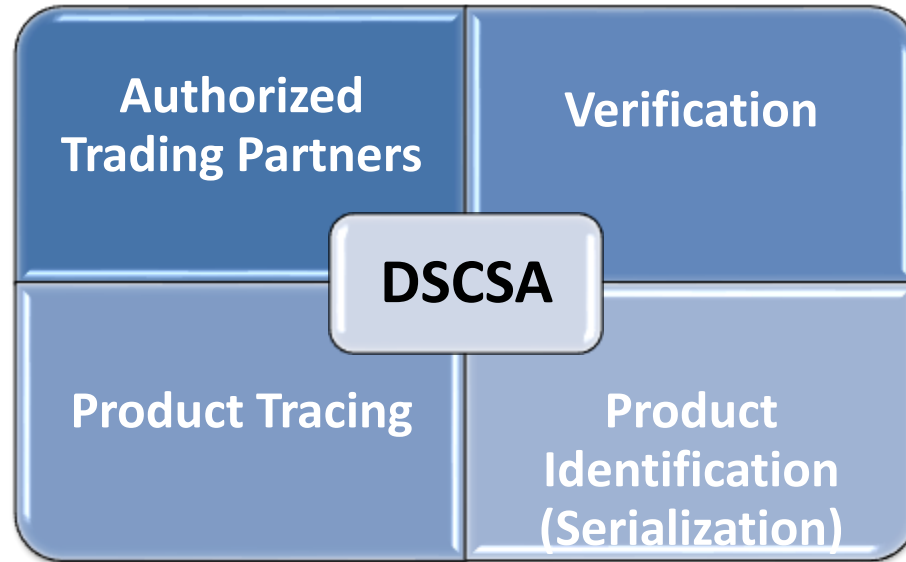 Authorized
Trading Partners
Verification
DSCSA
Product Tracing
Product
Identification
(Serialization)